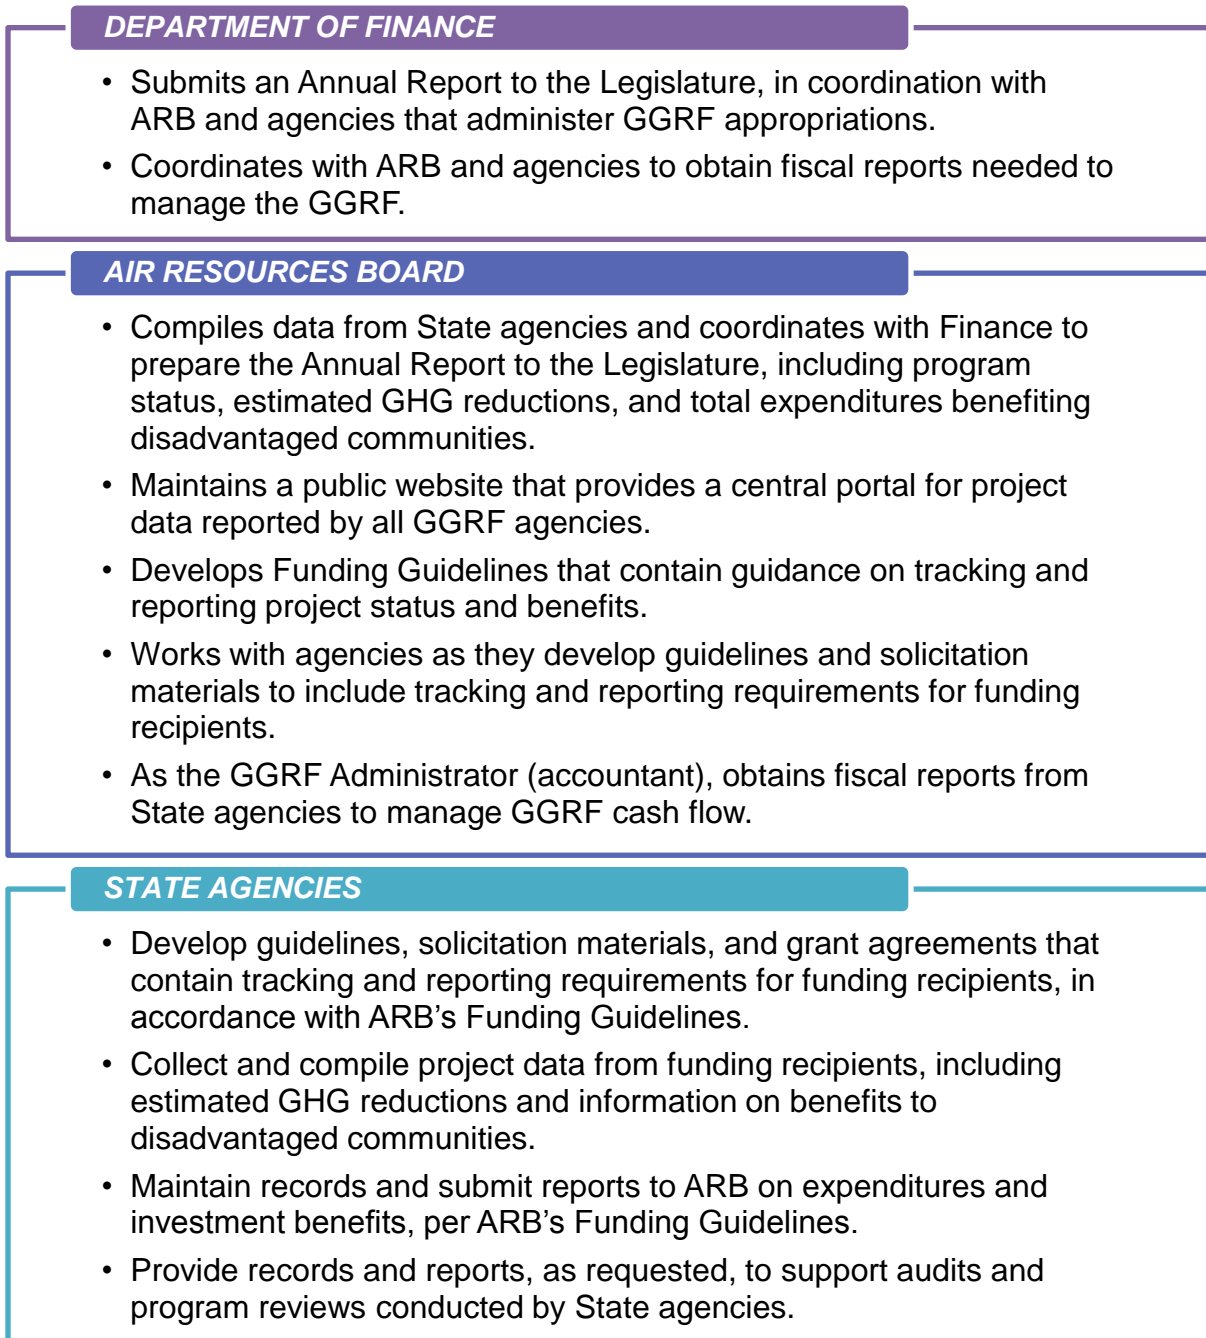 DEPARTMENT OF FINANCE
• Submits an Annual Report to the Legislature, in coordination with
ARB and agencies that administer GGRF appropriations.
• Coordinates with ARB and agencies to obtain fiscal reports needed to
manage the GGRF.
AIR RESOURCES BOARD
• Compiles data from State agencies and coordinates with Finance to
prepare the Annual Report to the Legislature, including program
status, estimated GHG reductions, and total expenditures benefiting
disadvantaged communities.
• Maintains a public website that provides a central portal for project
data reported by all GGRF agencies.
• Develops Funding Guidelines that contain guidance on tracking and
reporting project status and benefits.
• Works with agencies as they develop guidelines and solicitation
materials to include tracking and reporting requirements for funding
recipients.
• As the GGRF Administrator (accountant), obtains fiscal reports from
State agencies to manage GGRF cash flow.
STATE AGENCIES
• Develop guidelines, solicitation materials, and grant agreements that
contain tracking and reporting requirements for funding recipients, in
accordance with ARB’s Funding Guidelines.
• Collect and compile project data from funding recipients, including
estimated GHG reductions and information on benefits to
disadvantaged communities.
• Maintain records and submit reports to ARB on expenditures and
investment benefits, per ARB’s Funding Guidelines.
• Provide records and reports, as requested, to support audits and
program reviews conducted by State agencies.